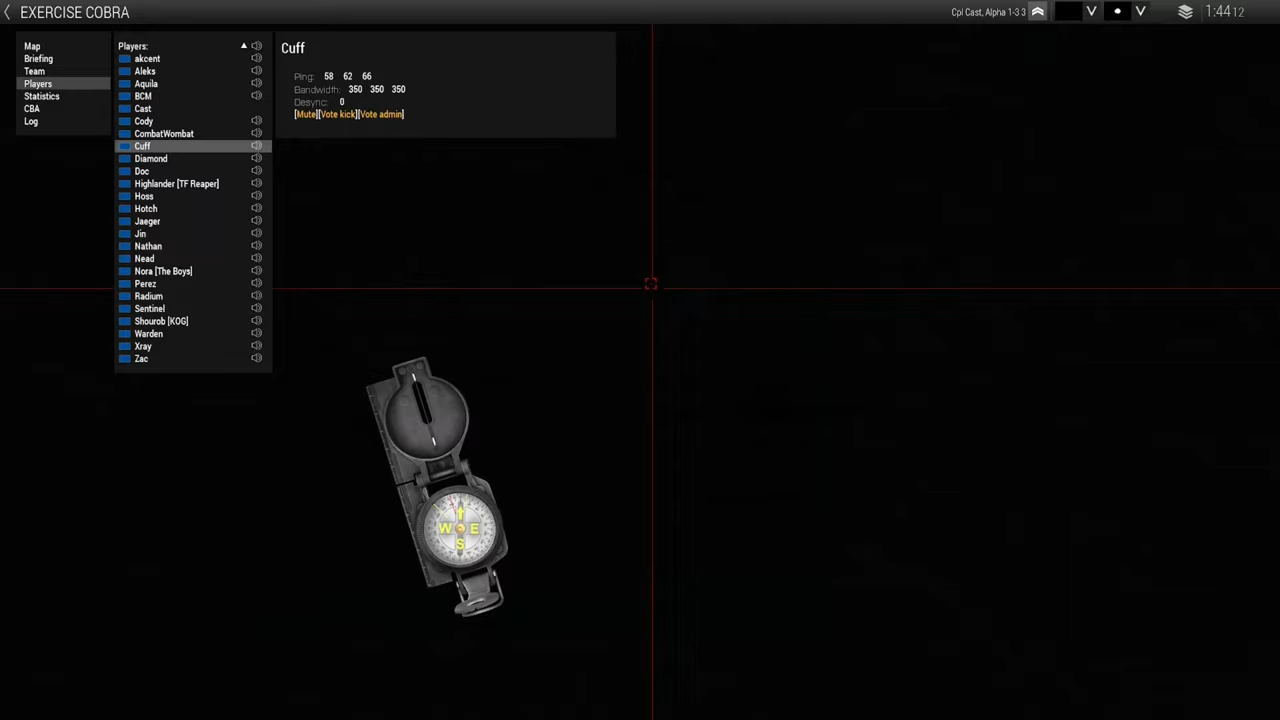 EXERCISE COBRA
Cpl Cast, Alpha 1-3 3
1:44 12
Map
Briefing
Team
Players
Statistics
CBA
Log
Players:
akcent
Aleks
Aquila
BCM
Cast
Cody
CombatWombat
Cuff
Diamond
Doc
Highlander [TF Reaper]
Hoss
Hotch
Jaeger
Jin
Nathan
Nead
Nora [The Boys]
Perez
Radium
Sentinel
Shourob [KOG]
Warden
Xray
Zac
Cuff
Ping: 58 62 66
Bandwidth: 350 350 350
Desync: 0
[Mute][Vote kick][Vote admin]
W E
S